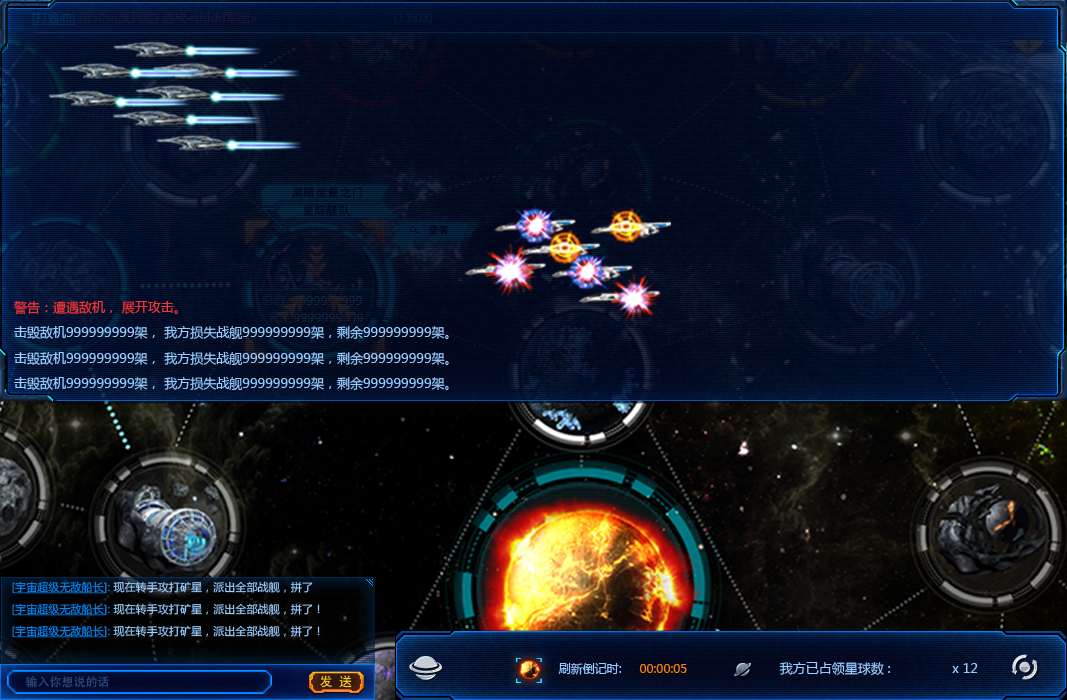 警告：遭遇敌机， 展开攻击。
击毁敌机999999999架， 我方损失战舰999999999架，剩余999999999架。
击毁敌机999999999架， 我方损失战舰999999999架，剩余999999999架。
击毁敌机999999999架， 我方损失战舰999999999架，剩余999999999架。
[宇宙超级无敌船长]: 现在转手攻打矿星，派出全部战舰，拼了
[宇宙超级无敌船长]: 现在转手攻打矿星，派出全部战舰，拼了！
[宇宙超级无敌船长]: 现在转手攻打矿星，派出全部战舰，拼了！
输入你想说的话 发 送
刷新倒记时: 00:00:05 我方已占领星球数： x 12